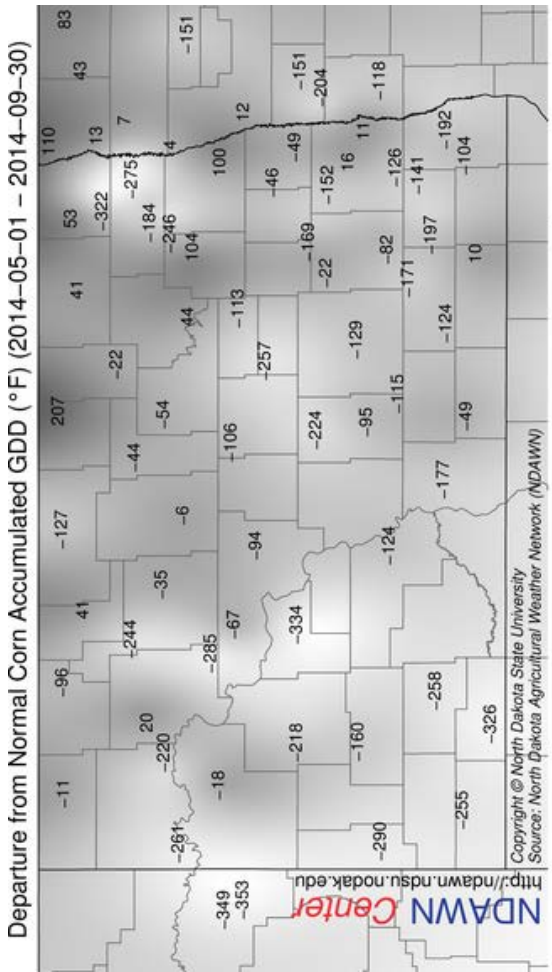 Departure from Normal Corn Accumulated GDD (°F) (2014−05−01 − 2014−09−30)
−11 −96 −127 207 53 110 83
41 41 43
−322 13
−244 −44 −22 −275 7
20 −184
−220 −35 −54 −246 4
−261 −6 44 104 −151
−285
−18 100
−349 −67 −106 −113
−353 −94 12
−257 −46
−218 −334 −49 −151
−169
−224 −22 −152 −204
−160 −129 16
−95 11
−290 −124 −115 −82 −126 −118
−171 −141
−258 −177 −124 −197 −192
−255 −49 −104
10
−326
NDAWN
Center
http://ndawn.ndsu.nodak.edu
Copyright © North Dakota State University
Source: North Dakota Agricultural Weather Network (NDAWN)